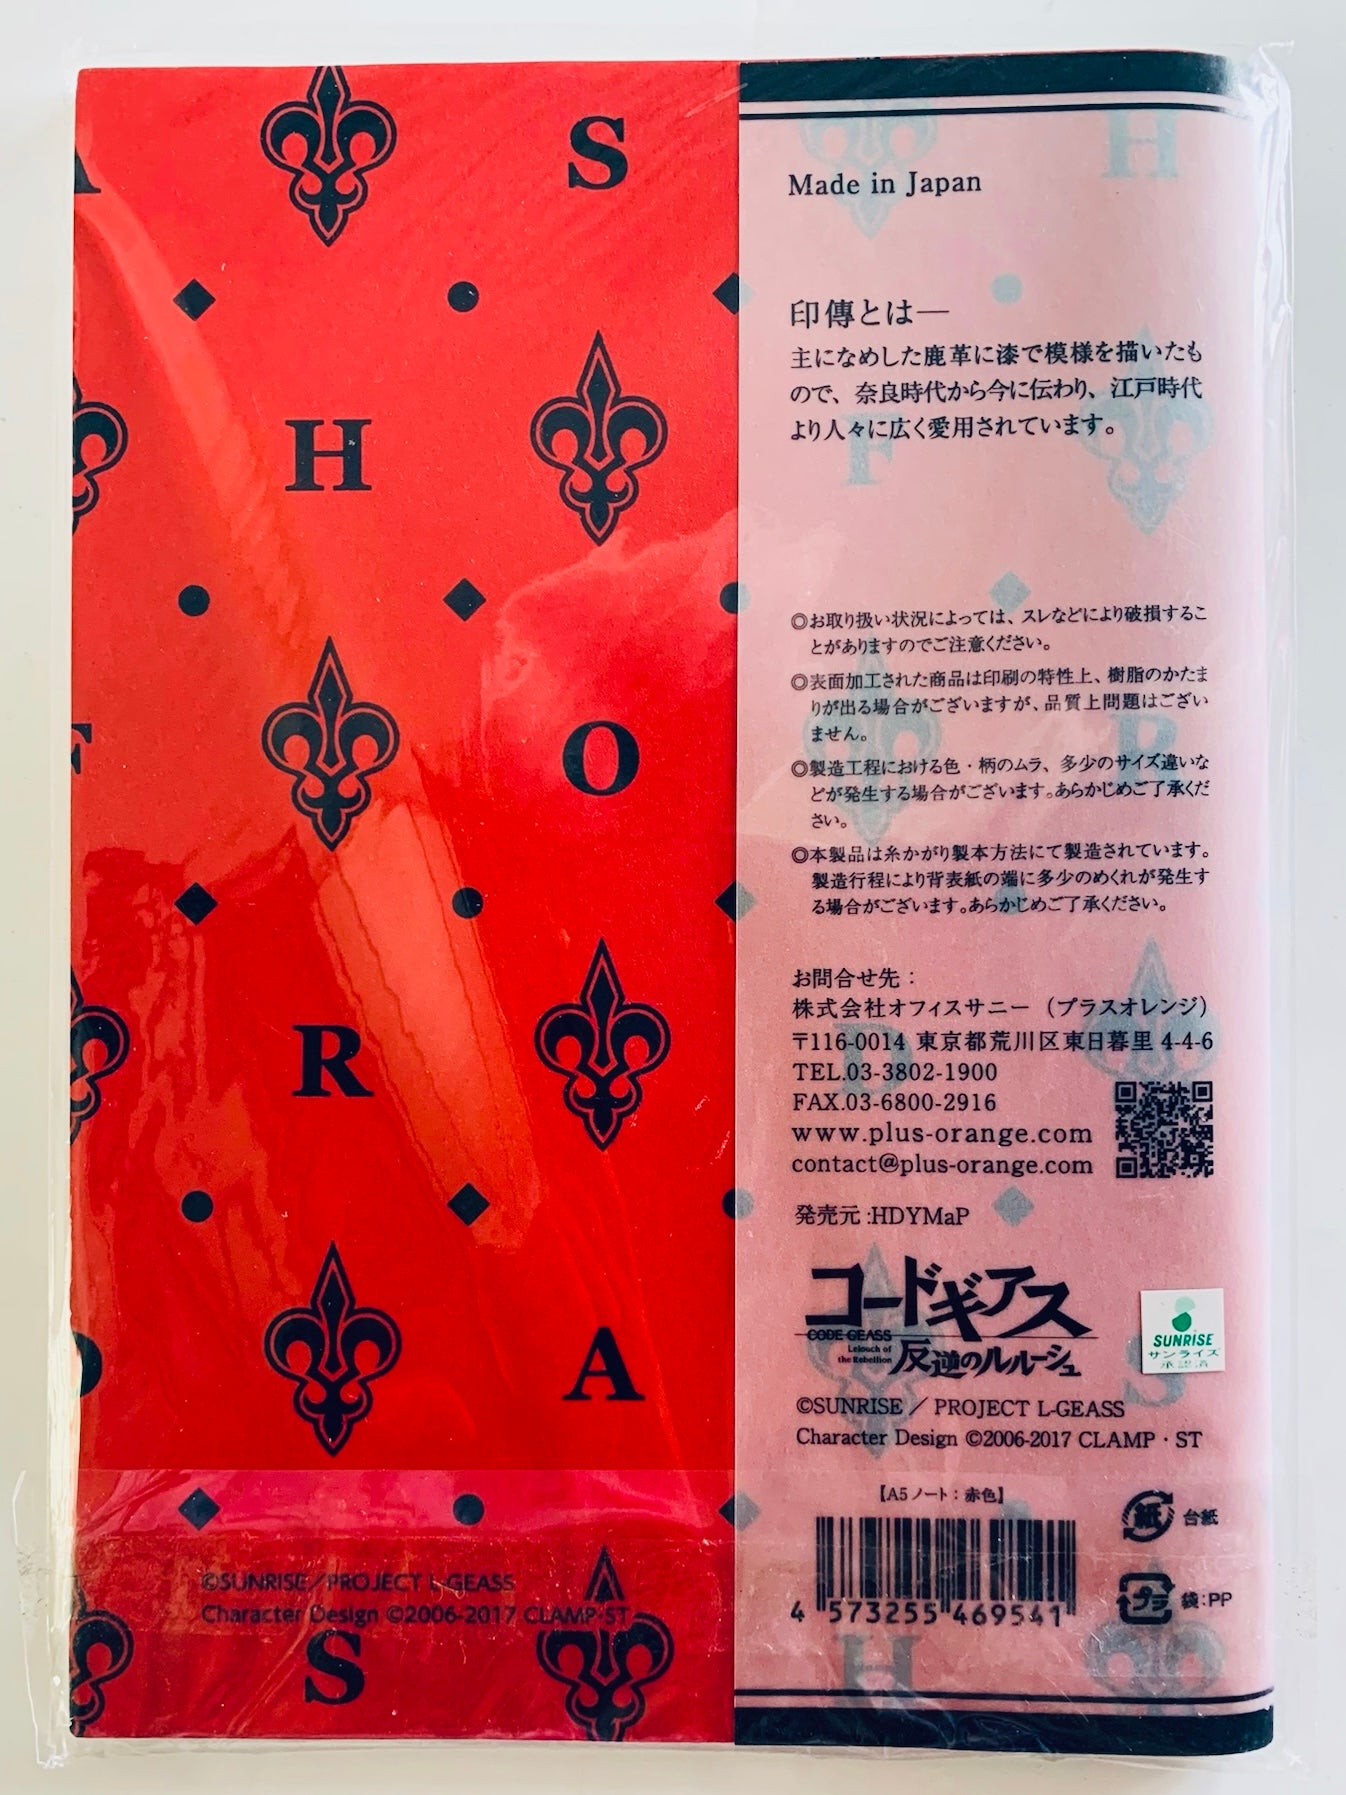 A
S
H
F
O
R
D
A
S
©SUNRISE／PROJECT L-GEASS
Character Design ©2006-2017 CLAMP・ST
H
F
R
D
S
H
Made in Japan
印傳とは―
主になめした鹿革に漆で模様を描いたも
ので、奈良時代から今に伝わり、江戸時代
より人々に広く愛用されています。
◎お取り扱い状況によっては、スレなどにより破損するこ
とがありますのでご注意ください。
◎表面加工された商品は印刷の特性上、樹脂のかたま
りが出る場合がございますが、品質上問題はござい
ません。
◎製造工程における色・柄のムラ、多少のサイズ違いな
どが発生する場合がございます。あらかじめご了承くだ
さい。
◎本製品は糸かがり製本方法にて製造されています。
製造行程により背表紙の端に多少のめくれが発生す
る場合がございます。あらかじめご了承ください。
お問合せ先：
株式会社オフィスサニー（プラスオレンジ）
〒116-0014 東京都荒川区東日暮里 4-4-6
TEL.03-3802-1900
FAX.03-6800-2916
www.plus-orange.com
contact@plus-orange.com
発売元:HDYMaP
コードギアス
CODE GEASS
Lelouch of
the Rebellion
反逆のルルーシュ
SUNRISE
サンライズ
承認済
©SUNRISE／PROJECT L-GEASS
Character Design ©2006-2017 CLAMP・ST
【A5ノート：赤色】
4 573255 469541
紙 台紙
プラ 袋:PP